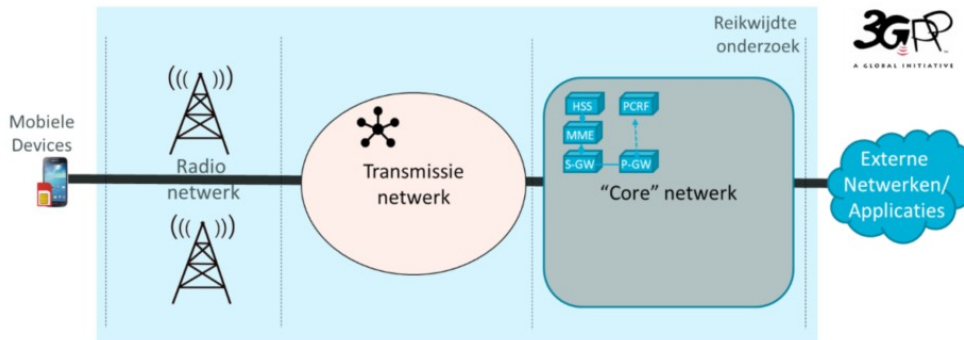 Reikwijdte
onderzoek
3GPP
A GLOBAL INITIATIVE
Mobiele
Devices
Radio
netwerk
Transmissie
netwerk
HSS
PCRF
MME
S-GW
P-GW
"Core" netwerk
Externe
Netwerken/
Applicaties